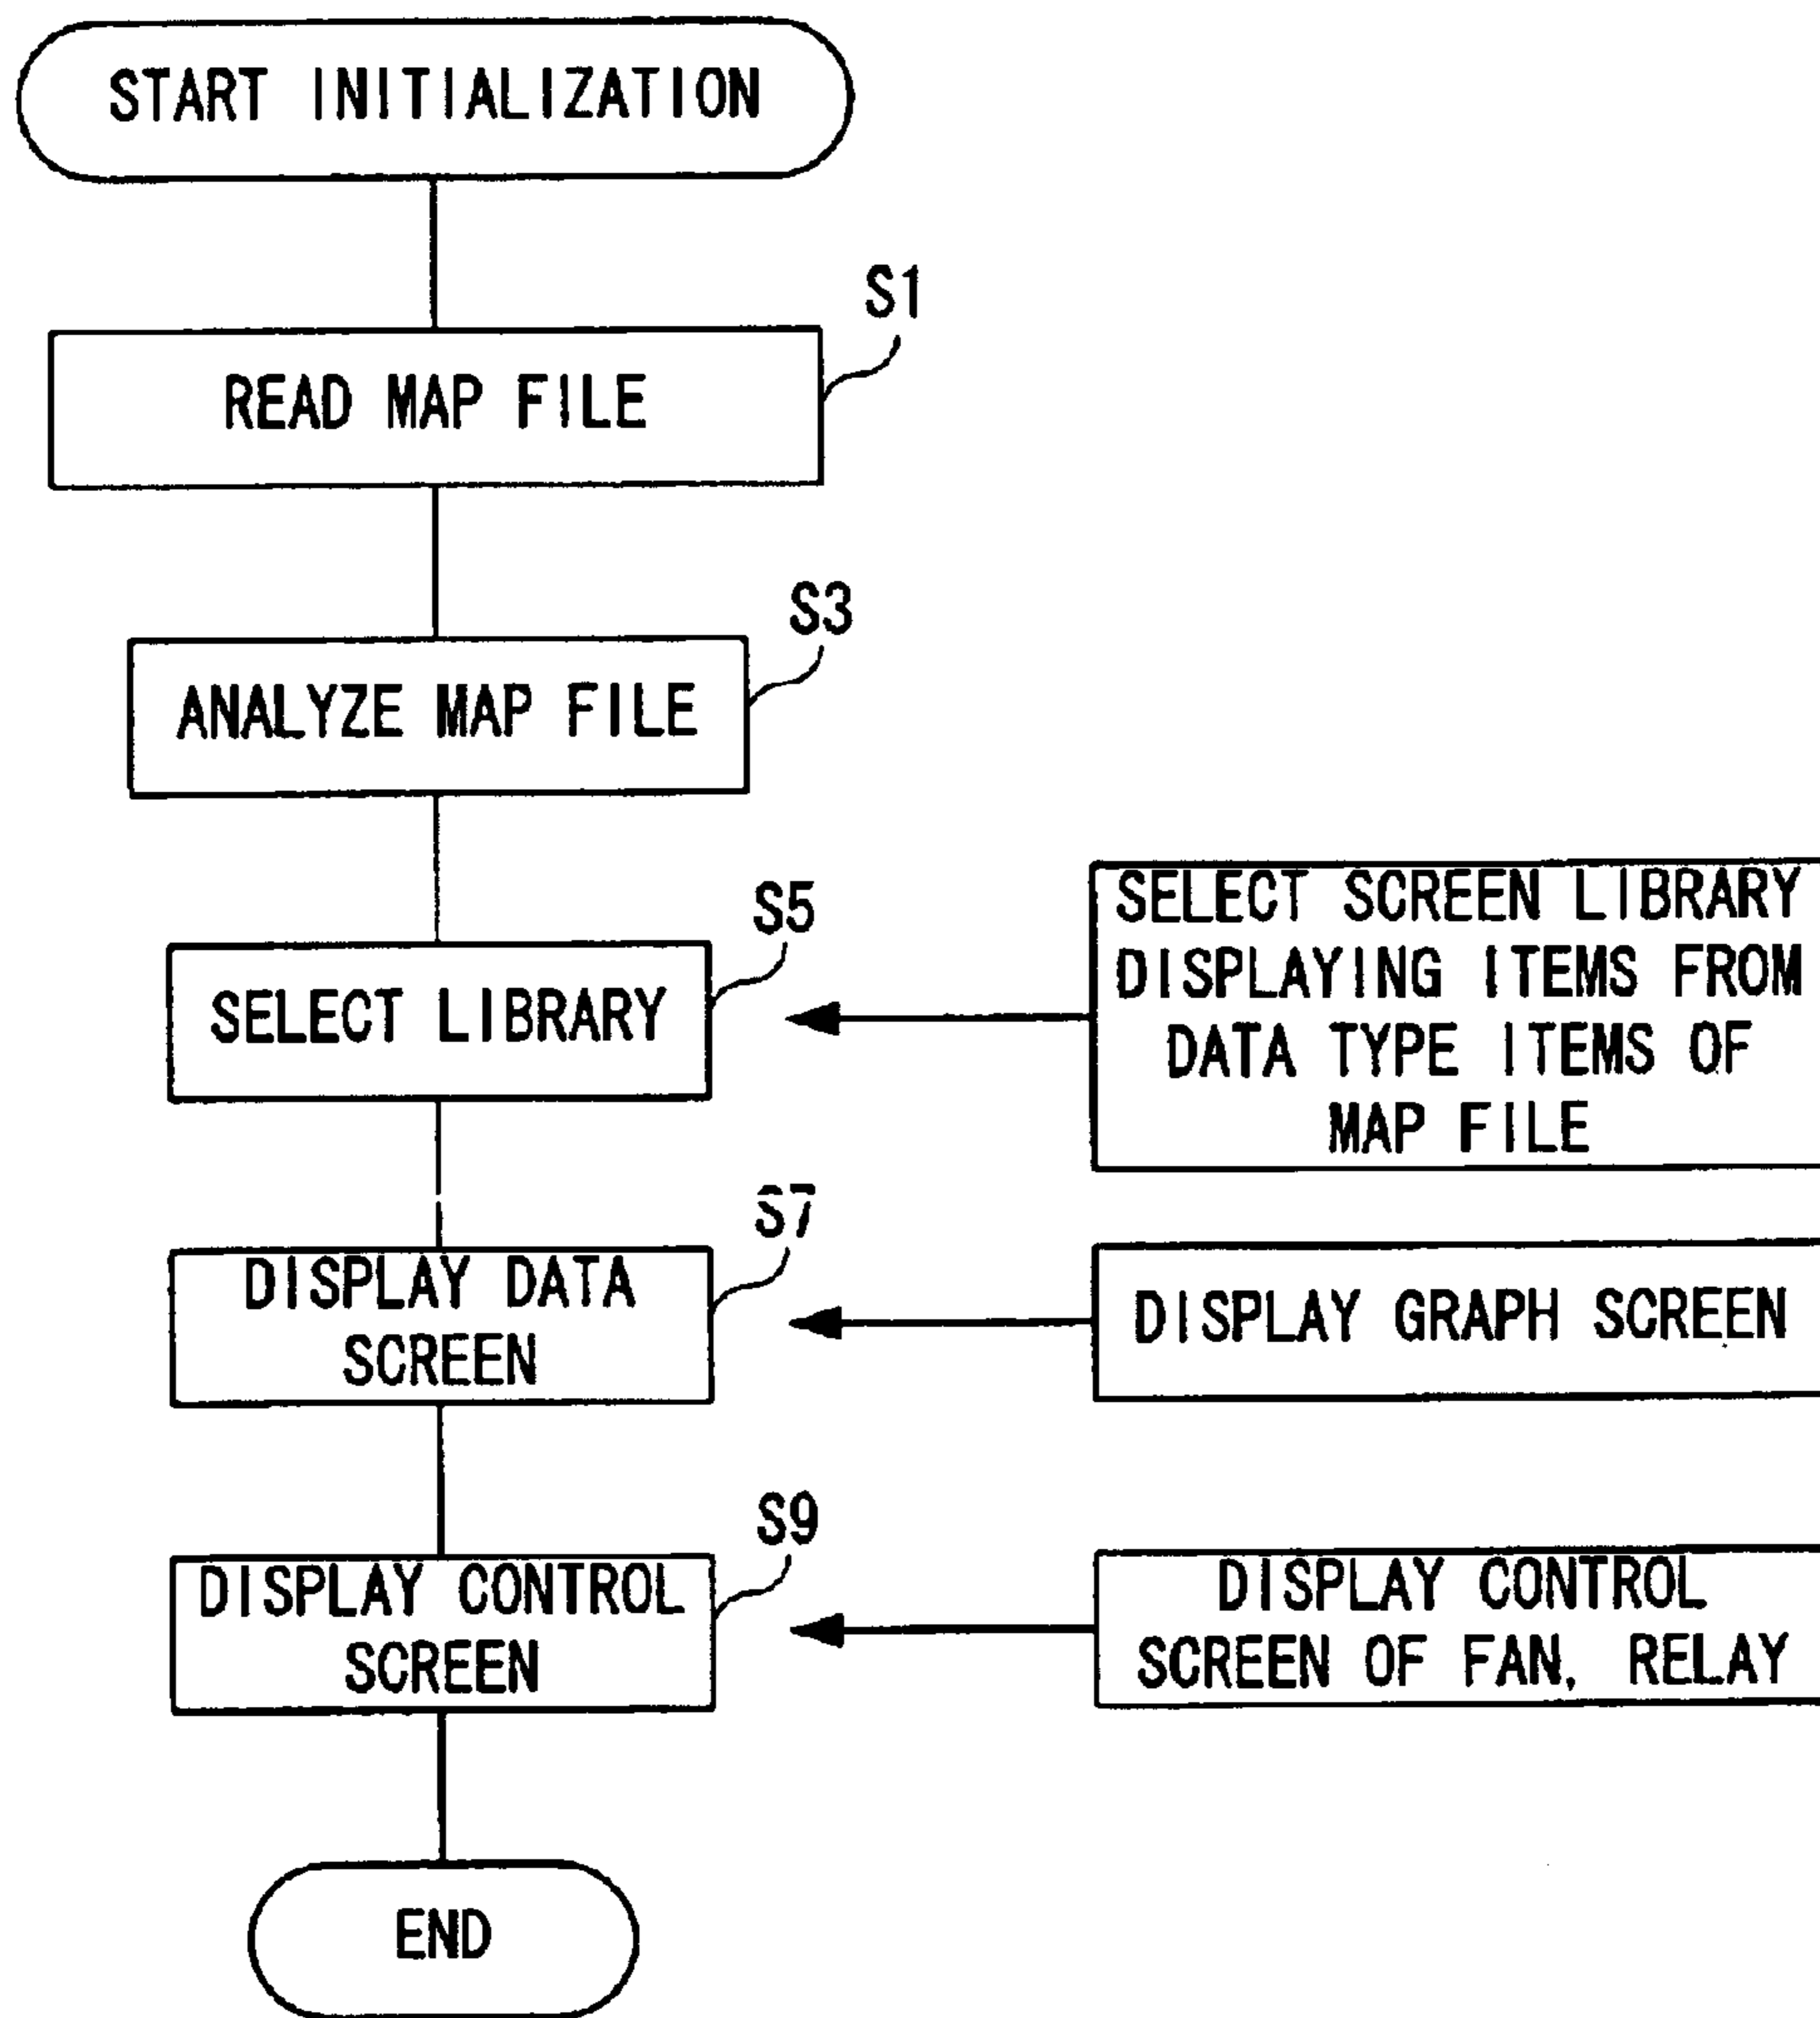 START INITIALIZATION
S1
READ MAP FILE
S3
ANALYZE MAP FILE
S5
SELECT LIBRARY
SELECT SCREEN LIBRARY
DISPLAYING ITEMS FROM
DATA TYPE ITEMS OF
MAP FILE
S7
DISPLAY DATA
SCREEN
DISPLAY GRAPH SCREEN
S9
DISPLAY CONTROL
SCREEN
DISPLAY CONTROL
SCREEN OF FAN, RELAY
END